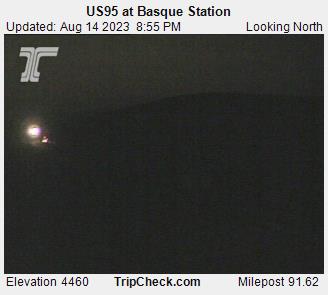 US95 at Basque Station
Updated: Aug 14 2023 8:55 PM Looking North
Elevation 4460 TripCheck.com Milepost 91.62